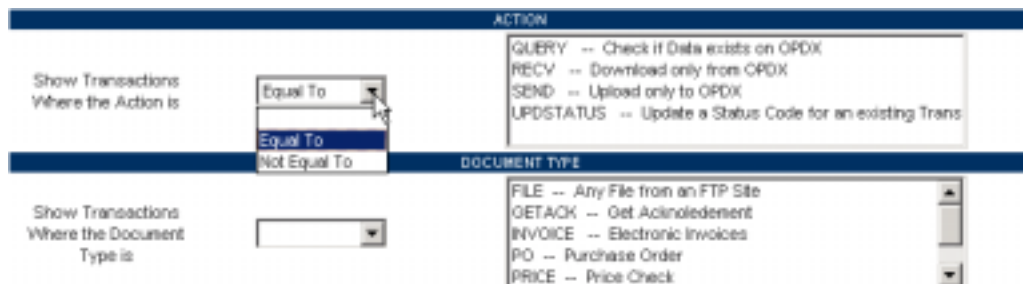 ACTION
Show Transactions
Where the Action is
Equal To
Equal To
Not Equal To
QUERY -- Check if Data exists on OPDX
RECV -- Download only from OPDX
SEND -- Upload only to OPDX
UPDSTATUS -- Update a Status Code for an existing Trans
DOCUMENT TYPE
Show Transactions
Where the Document
Type is
FILE -- Any File from an FTP Site
GETACK -- Get Acknoledement
INVOICE -- Electronic Invoices
PO -- Purchase Order
PRICE -- Price Check